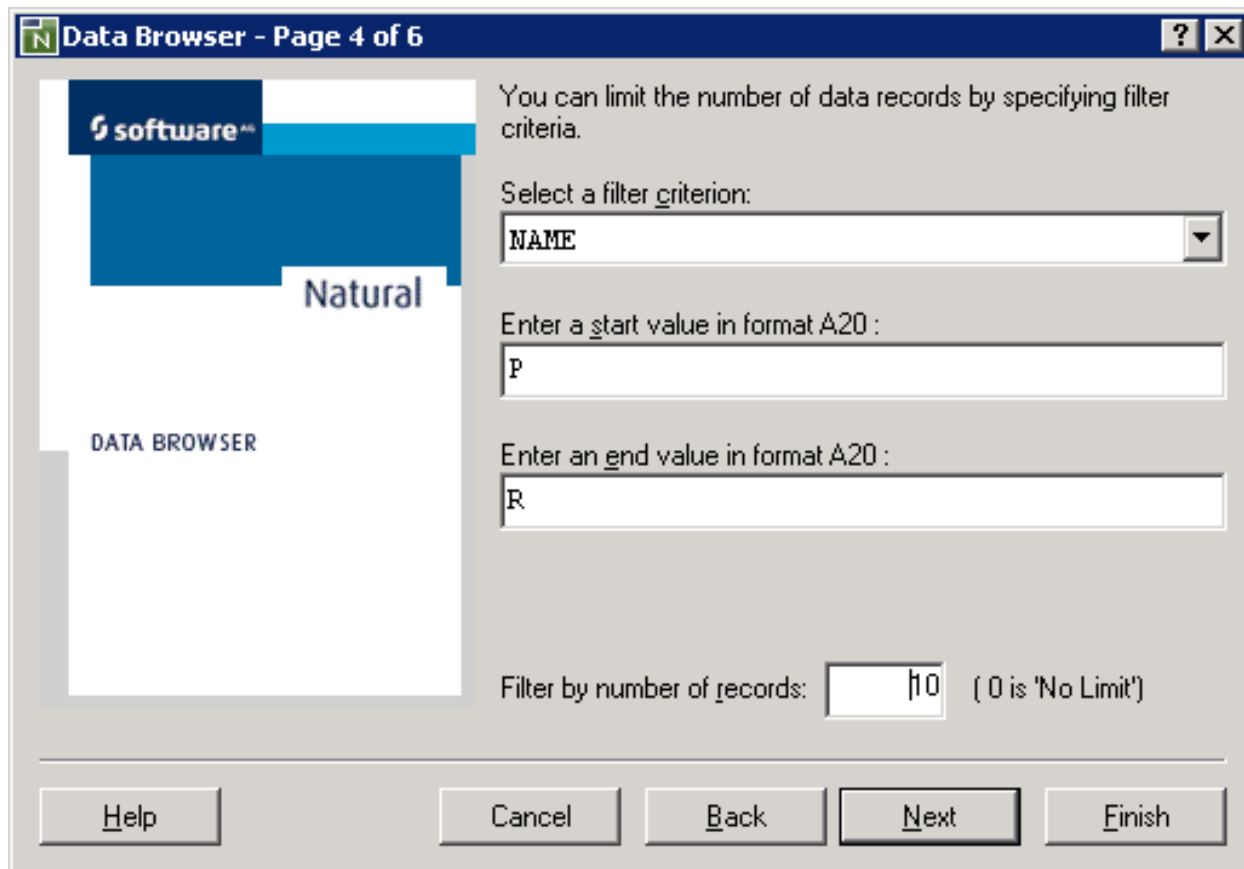 N Data Browser - Page 4 of 6
? X
software AG
Natural
DATA BROWSER
You can limit the number of data records by specifying filter
criteria.
Select a filter criterion:
NAME
Enter a start value in format A20 :
P
Enter an end value in format A20 :
R
Filter by number of records: 10 ( 0 is 'No Limit')
Help Cancel Back Next Finish